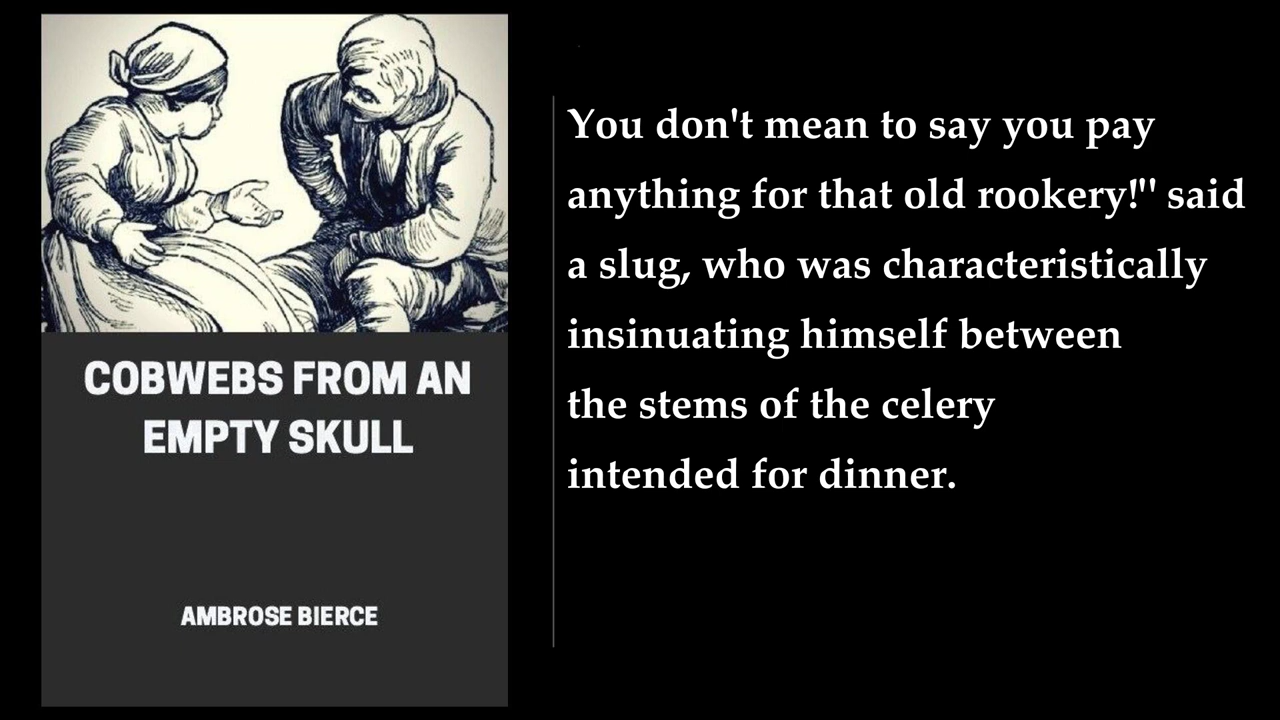 COBWEBS FROM AN
EMPTY SKULL
AMBROSE BIERCE
You don't mean to say you pay
anything for that old rookery!'' said
a slug, who was characteristically
insinuating himself between
the stems of the celery
intended for dinner.